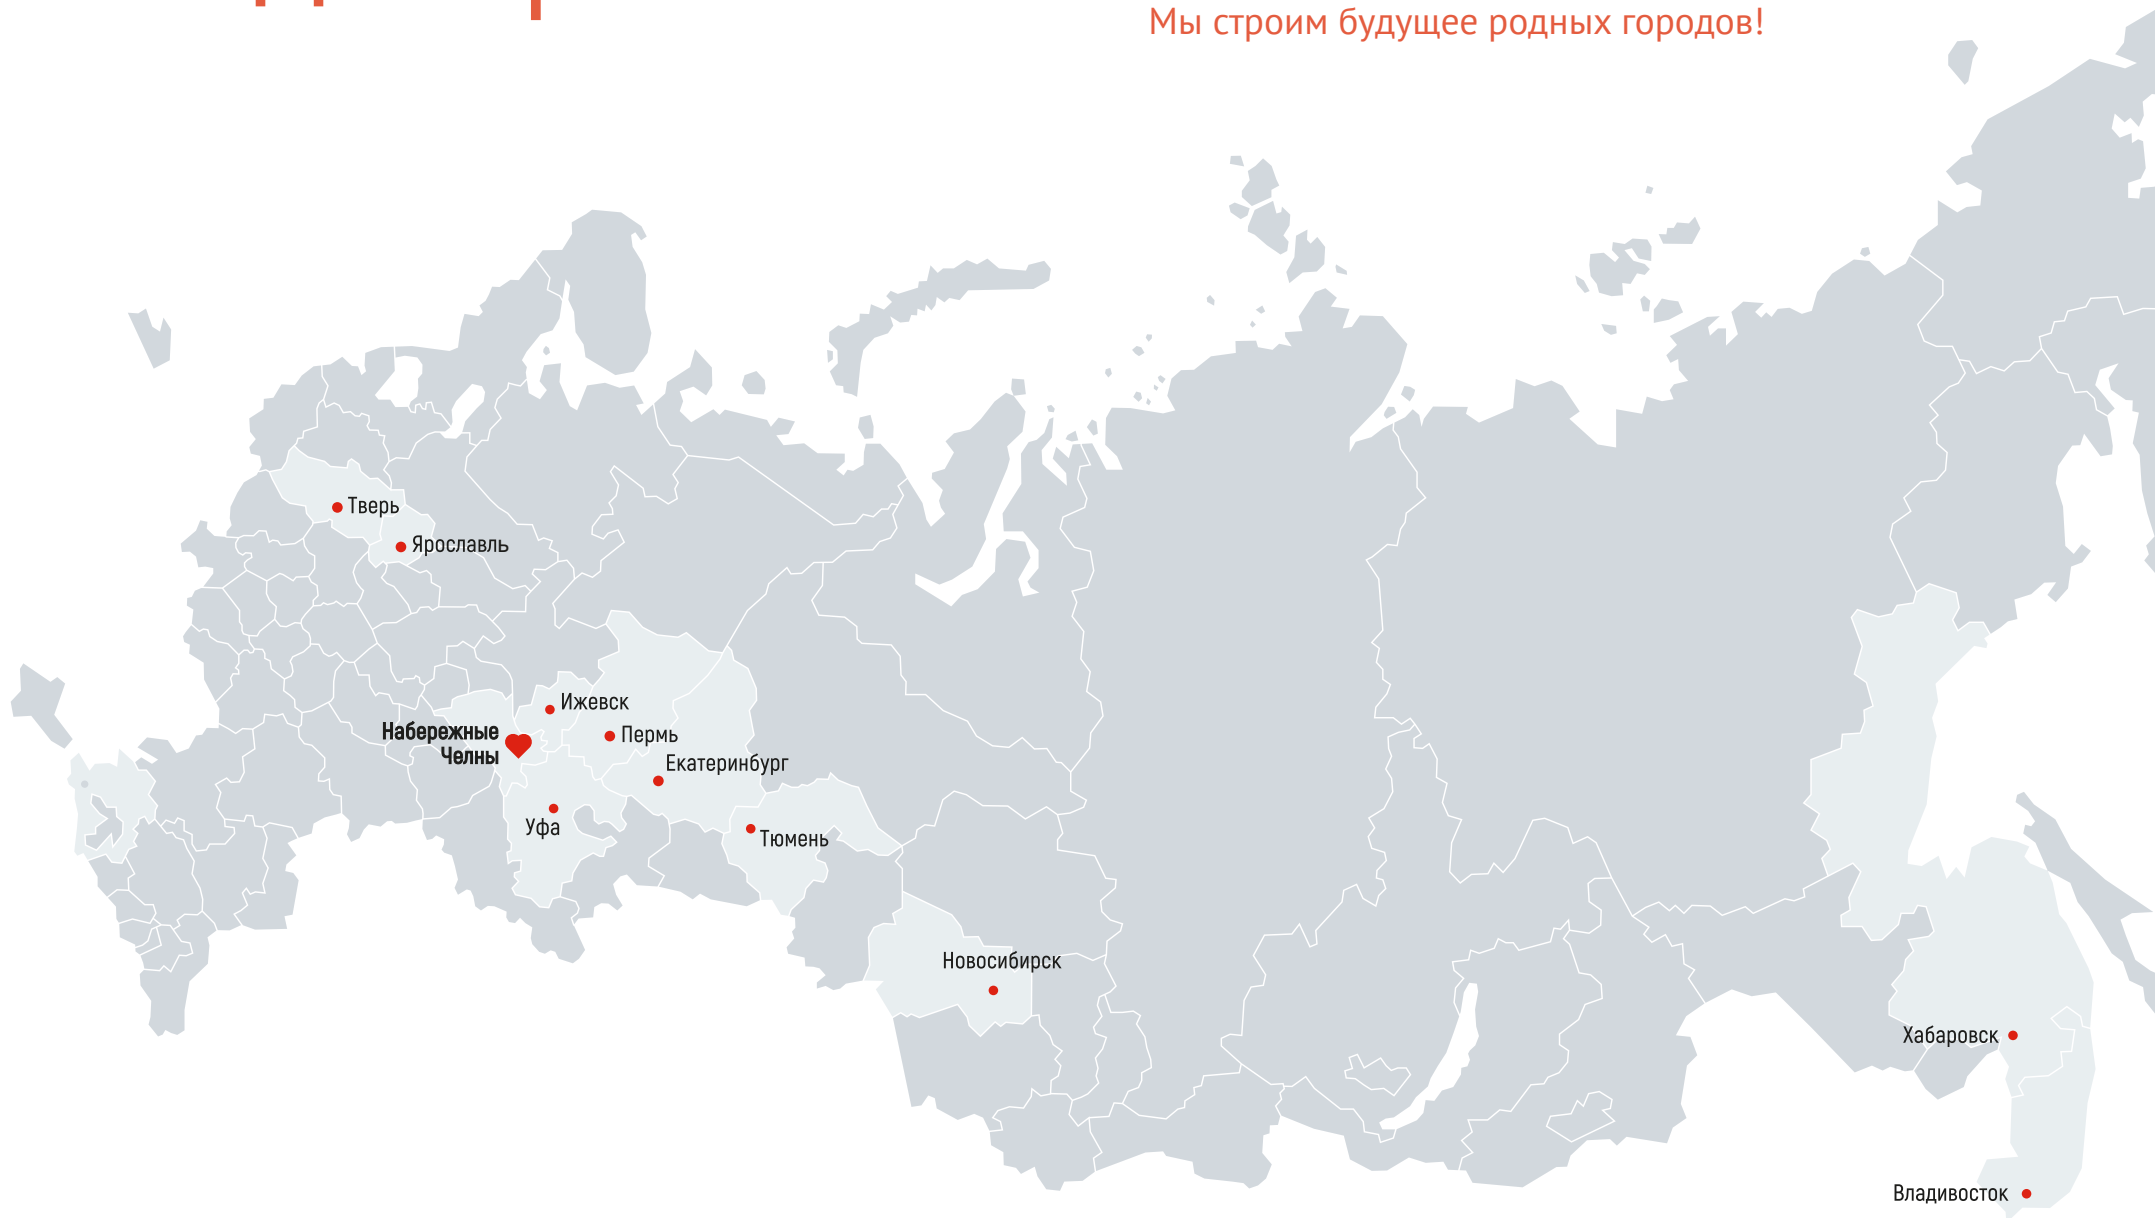 Мы строим будущее родных городов!
Тверь
Ярославль
Ижевск
Набережные
Челны
Пермь
Екатеринбург
Уфа
Тюмень
Новосибирск
Хабаровск
Владивосток